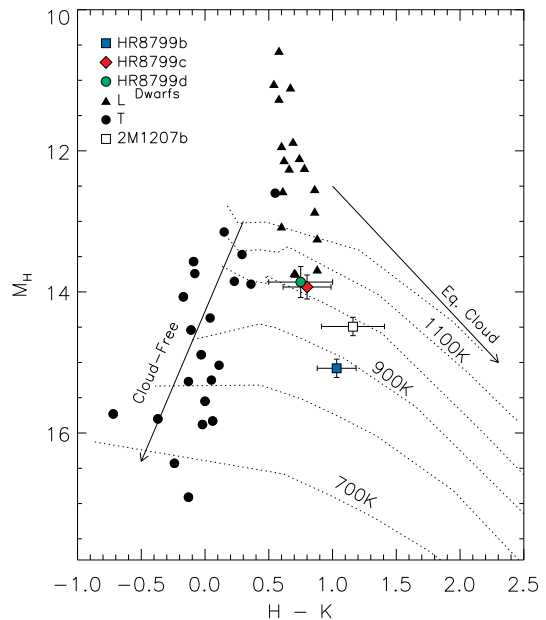 HR8799b
HR8799c
HR8799d
L Dwarfs
T
2M1207b
10
12
14
16
M_H
Cloud-Free
Eq. Cloud
1100K
900K
700K
-1.0 -0.5 0.0 0.5 1.0 1.5 2.0 2.5
H - K